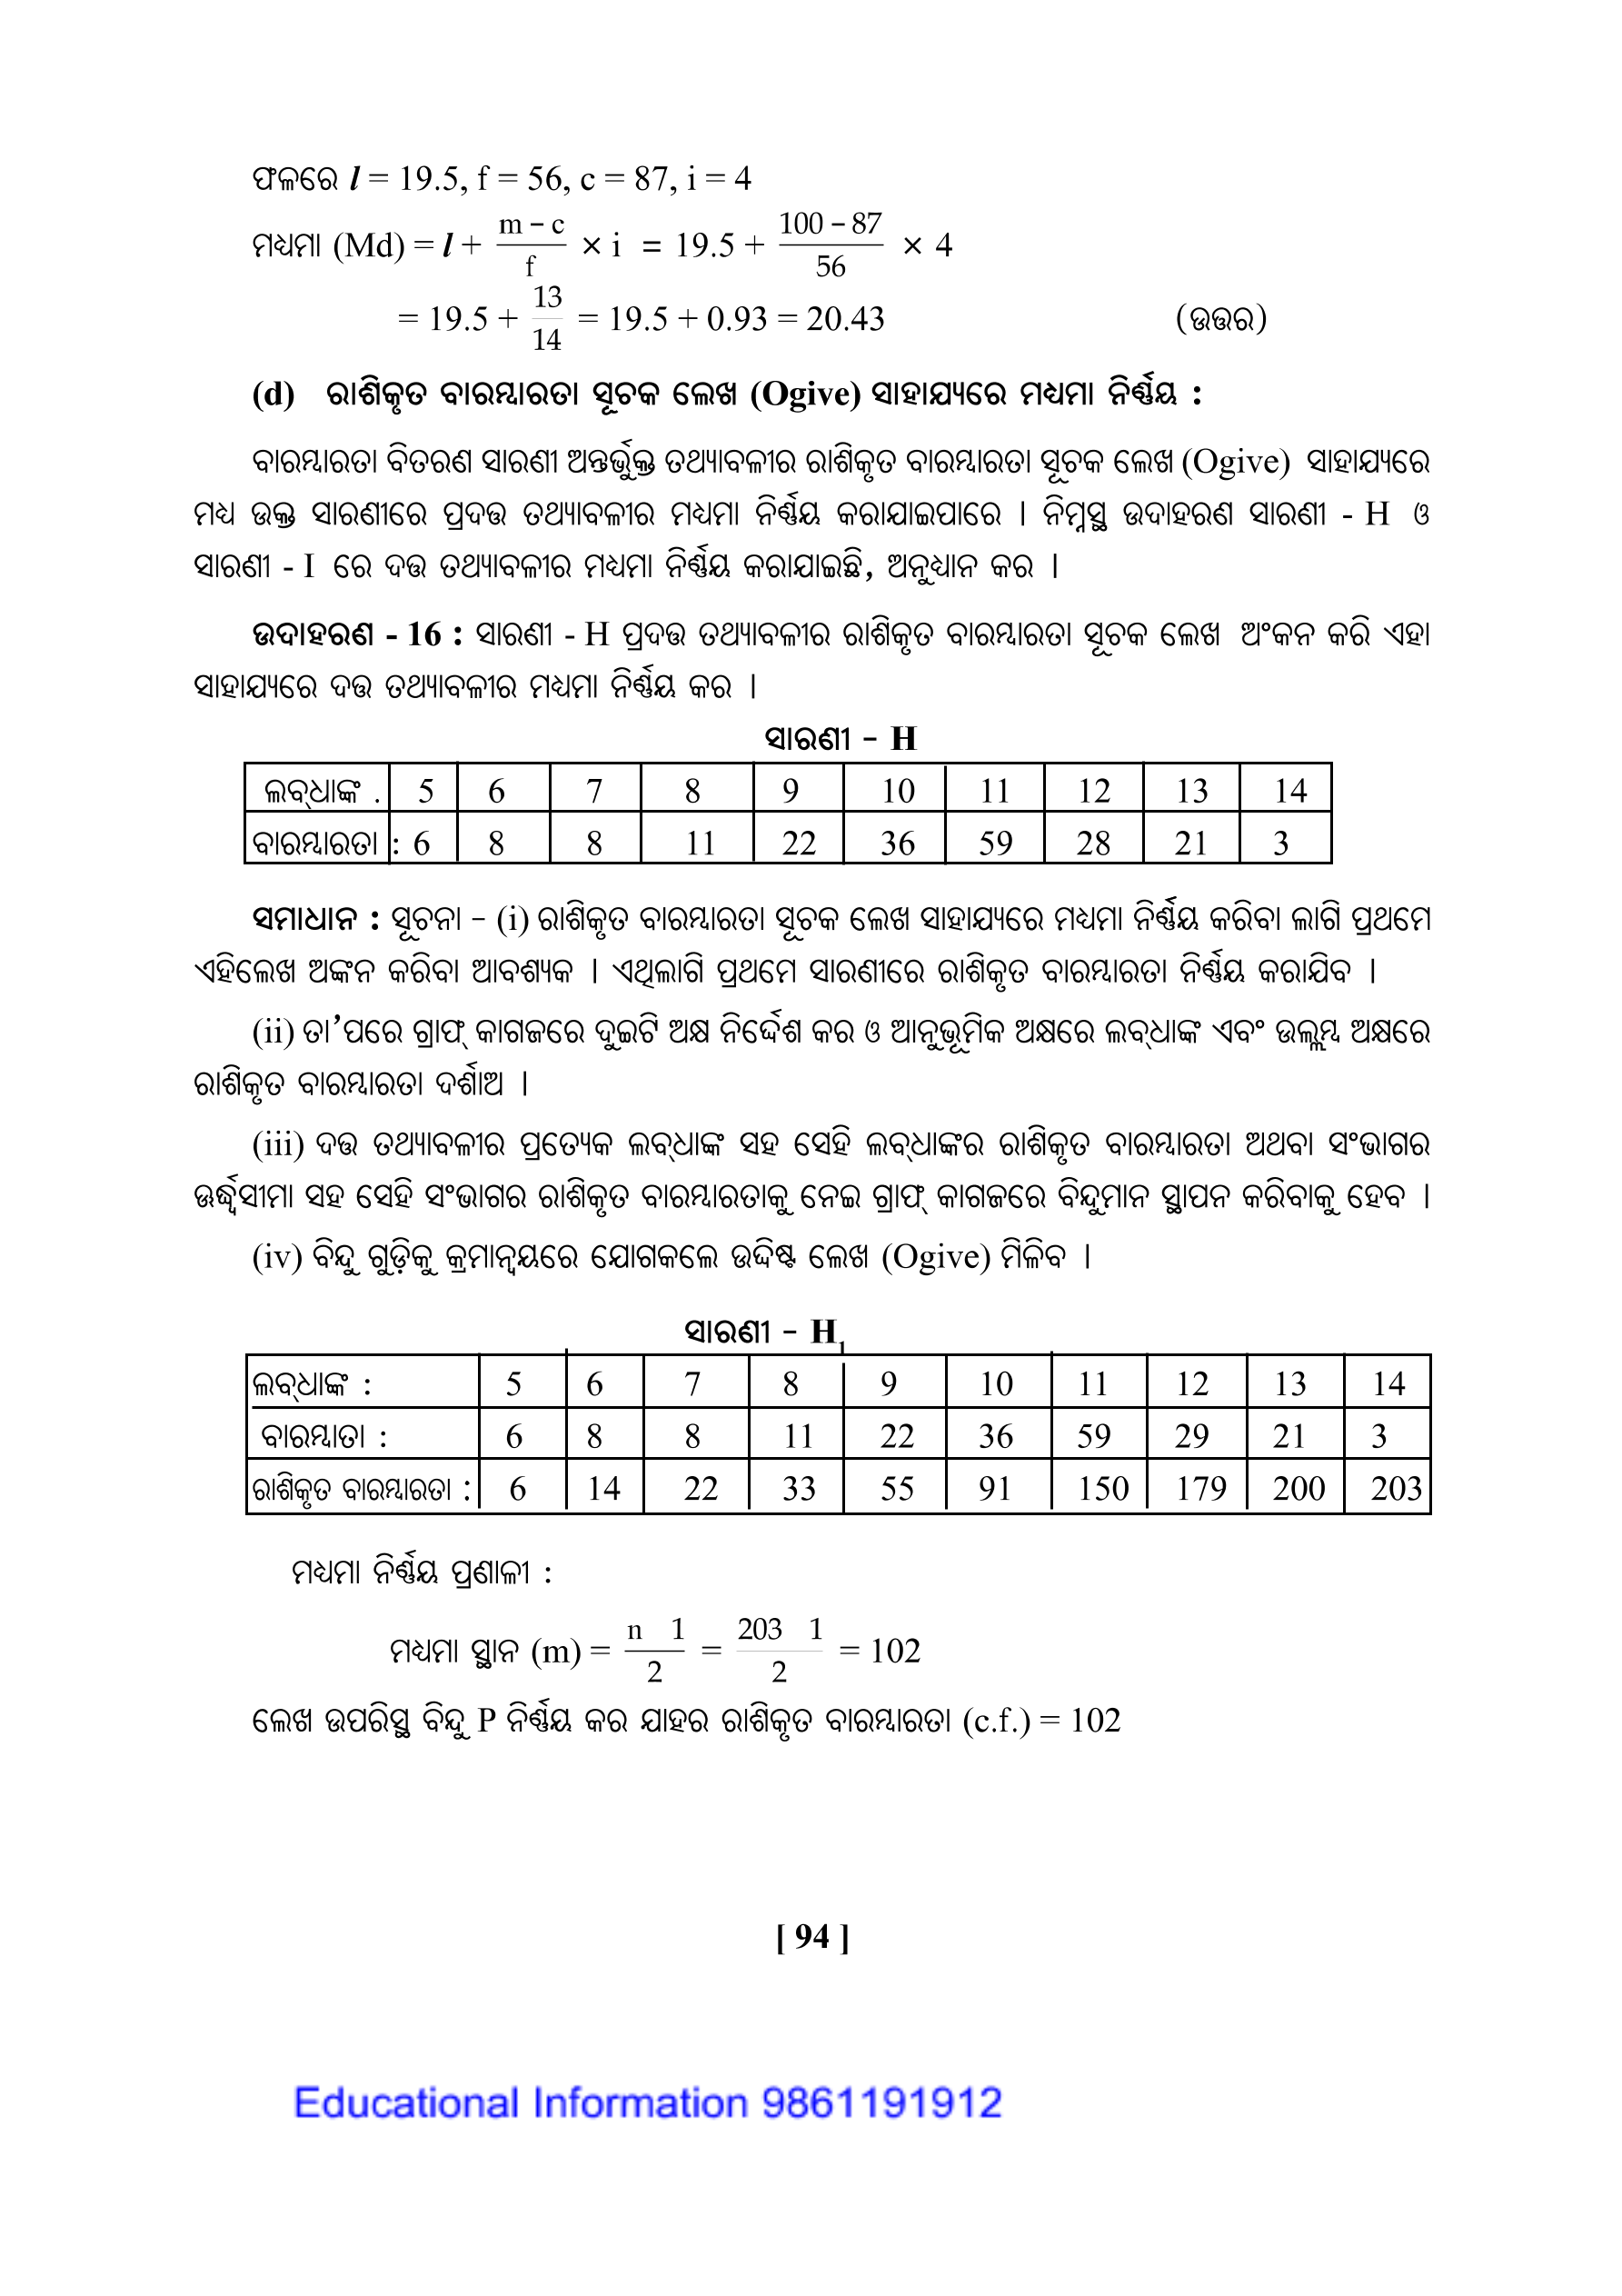 ଫଳରେ l = 19.5, f = 56, c = 87, i = 4
ମଧ୍ୟମା (Md) = l + (m – c)/f × i = 19.5 + (100 – 87)/56 × 4
= 19.5 + 13/14 = 19.5 + 0.93 = 20.43 (ଉତ୍ତର)
(d) ରାଶିକୃତ ବାରମ୍ବାରତା ସୂଚକ ଲେଖ (Ogive) ସାହାଯ୍ୟରେ ମଧ୍ୟମା ନିର୍ଣ୍ଣୟ :
ବାରମ୍ବାରତା ବିତରଣ ସାରଣୀ ଅନ୍ତର୍ଭୁକ୍ତ ତଥ୍ୟାବଳୀର ରାଶିକୃତ ବାରମ୍ବାରତା ସୂଚକ ଲେଖ (Ogive) ସାହାଯ୍ୟରେ
ମଧ୍ୟ ଉକ୍ତ ସାରଣୀରେ ପ୍ରଦତ୍ତ ତଥ୍ୟାବଳୀର ମଧ୍ୟମା ନିର୍ଣ୍ଣୟ କରାଯାଇପାରେ । ନିମ୍ନସ୍ଥ ଉଦାହରଣ ସାରଣୀ - H ଓ
ସାରଣୀ - I ରେ ଦତ୍ତ ତଥ୍ୟାବଳୀର ମଧ୍ୟମା ନିର୍ଣ୍ଣୟ କରାଯାଇଛି, ଅନୁଧ୍ୟାନ କର ।
ଉଦାହରଣ - 16 : ସାରଣୀ - H ପ୍ରଦତ୍ତ ତଥ୍ୟାବଳୀର ରାଶିକୃତ ବାରମ୍ବାରତା ସୂଚକ ଲେଖ ଅଂକନ କରି ଏହା
ସାହାଯ୍ୟରେ ଦତ୍ତ ତଥ୍ୟାବଳୀର ମଧ୍ୟମା ନିର୍ଣ୍ଣୟ କର ।
ସାରଣୀ – H
ଲବ୍ଧାଙ୍କ . 5 6 7 8 9 10 11 12 13 14
ବାରମ୍ବାରତା : 6 8 8 11 22 36 59 28 21 3
ସମାଧାନ : ସୂଚନା – (i) ରାଶିକୃତ ବାରମ୍ବାରତା ସୂଚକ ଲେଖ ସାହାଯ୍ୟରେ ମଧ୍ୟମା ନିର୍ଣ୍ଣୟ କରିବା ଲାଗି ପ୍ରଥମେ
ଏହିଲେଖ ଅଙ୍କନ କରିବା ଆବଶ୍ୟକ । ଏଥିଲାଗି ପ୍ରଥମେ ସାରଣୀରେ ରାଶିକୃତ ବାରମ୍ବାରତା ନିର୍ଣ୍ଣୟ କରାଯିବ ।
(ii) ତା’ପରେ ଗ୍ରାଫ୍ କାଗଜରେ ଦୁଇଟି ଅକ୍ଷ ନିର୍ଦ୍ଦେଶ କର ଓ ଆନୁଭୂମିକ ଅକ୍ଷରେ ଲବ୍ଧାଙ୍କ ଏବଂ ଉଲ୍ଲମ୍ବ ଅକ୍ଷରେ
ରାଶିକୃତ ବାରମ୍ବାରତା ଦର୍ଶାଅ ।
(iii) ଦତ୍ତ ତଥ୍ୟାବଳୀର ପ୍ରତ୍ୟେକ ଲବ୍ଧାଙ୍କ ସହ ସେହି ଲବ୍ଧାଙ୍କର ରାଶିକୃତ ବାରମ୍ବାରତା ଅଥବା ସଂଭାଗର
ଊର୍ଦ୍ଧ୍ୱସୀମା ସହ ସେହି ସଂଭାଗର ରାଶିକୃତ ବାରମ୍ବାରତାକୁ ନେଇ ଗ୍ରାଫ୍ କାଗଜରେ ବିନ୍ଦୁମାନ ସ୍ଥାପନ କରିବାକୁ ହେବ ।
(iv) ବିନ୍ଦୁ ଗୁଡ଼ିକୁ କ୍ରମାନ୍ୱୟରେ ଯୋଗକଲେ ଉଦ୍ଦିଷ୍ଟ ଲେଖ (Ogive) ମିଳିବ ।
ସାରଣୀ – H₁
ଲବ୍ଧାଙ୍କ : 5 6 7 8 9 10 11 12 13 14
ବାରମ୍ବାତା : 6 8 8 11 22 36 59 29 21 3
ରାଶିକୃତ ବାରମ୍ବାରତା : 6 14 22 33 55 91 150 179 200 203
ମଧ୍ୟମା ନିର୍ଣ୍ଣୟ ପ୍ରଣାଳୀ :
ମଧ୍ୟମା ସ୍ଥାନ (m) = (n 1)/2 = (203 1)/2 = 102
ଲେଖ ଉପରିସ୍ଥ ବିନ୍ଦୁ P ନିର୍ଣ୍ଣୟ କର ଯାହର ରାଶିକୃତ ବାରମ୍ବାରତା (c.f.) = 102
[ 94 ]
Educational Information 9861191912